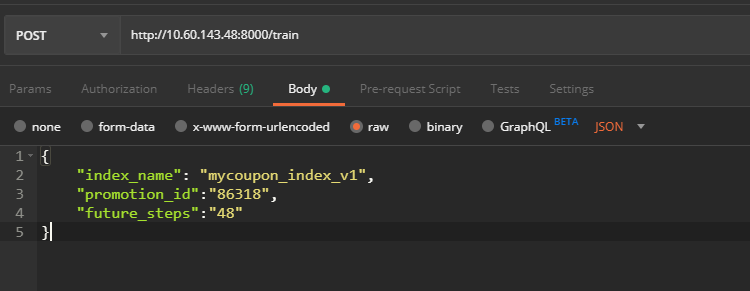 POST http://10.60.143.48:8000/train
Params Authorization Headers (9) Body Pre-request Script Tests Settings
none form-data x-www-form-urlencoded raw binary GraphQL BETA JSON
1 {
2 "index_name": "mycoupon_index_v1",
3 "promotion_id":"86318",
4 "future_steps":"48"
5 }